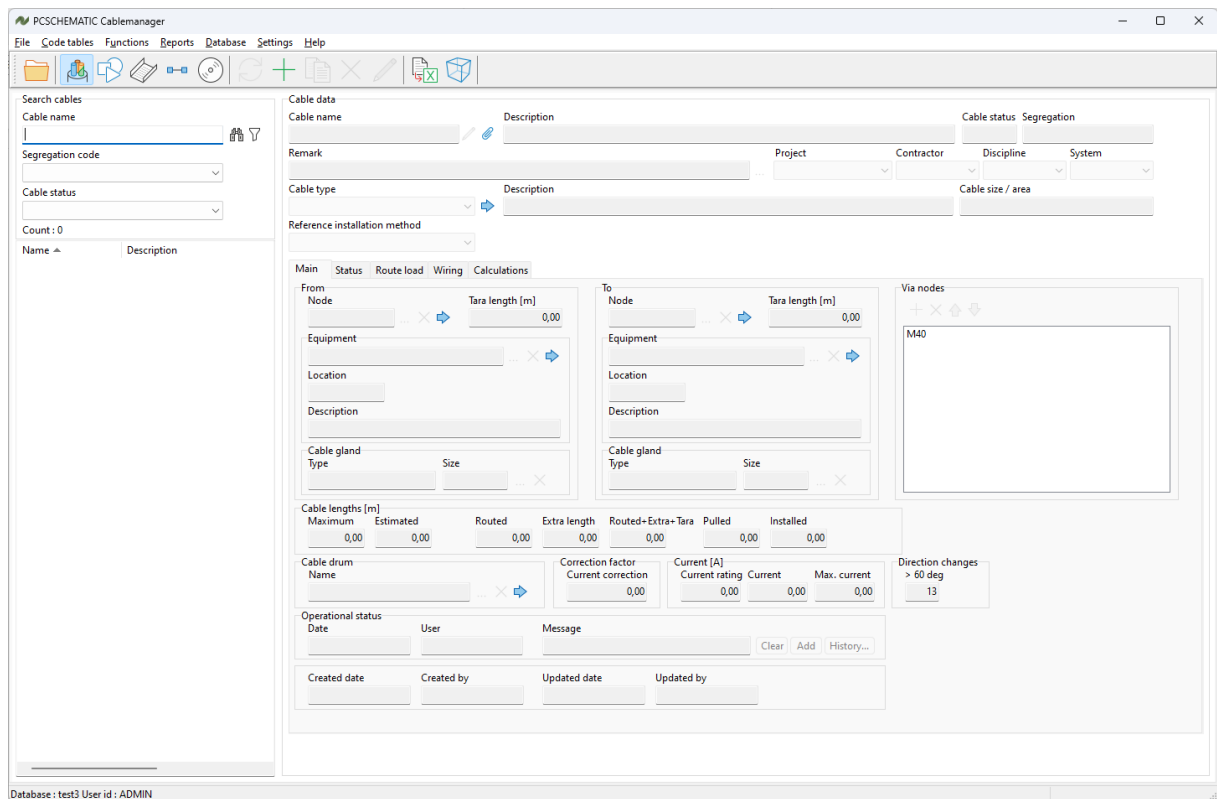 PCSCHEMATIC Cablemanager
File Code tables Functions Reports Database Settings Help
Search cables
Cable name
Segregation code
Cable status
Count : 0
Name Description
Cable data
Cable name Description Cable status Segregation
Remark Project Contractor Discipline System
...
Cable type Description Cable size / area
Reference installation method
Main Status Route load Wiring Calculations
From
Node Tara length [m]
... 0,00
Equipment
...
Location
Description
Cable gland
Type Size
...
To
Node Tara length [m]
... 0,00
Equipment
...
Location
Description
Cable gland
Type Size
...
Via nodes
M40
Cable lengths [m]
Maximum Estimated Routed Extra length Routed+Extra+Tara Pulled Installed
0,00 0,00 0,00 0,00 0,00 0,00 0,00
Cable drum
Name
...
Correction factor
Current correction
0,00
Current [A]
Current rating Current Max. current
0,00 0,00 0,00
Direction changes
> 60 deg
13
Operational status
Date User Message
Clear Add History...
Created date Created by Updated date Updated by
Database : test3 User id : ADMIN